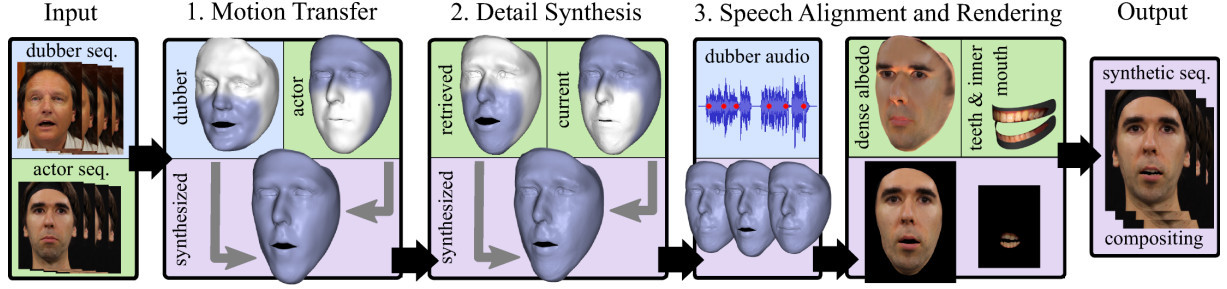 Input
1. Motion Transfer
2. Detail Synthesis
3. Speech Alignment and Rendering
Output
dubber seq.
actor seq.
dubber
actor
synthesized
retrieved
current
synthesized
dubber audio
dense albedo
teeth & inner
mouth
synthetic seq.
compositing